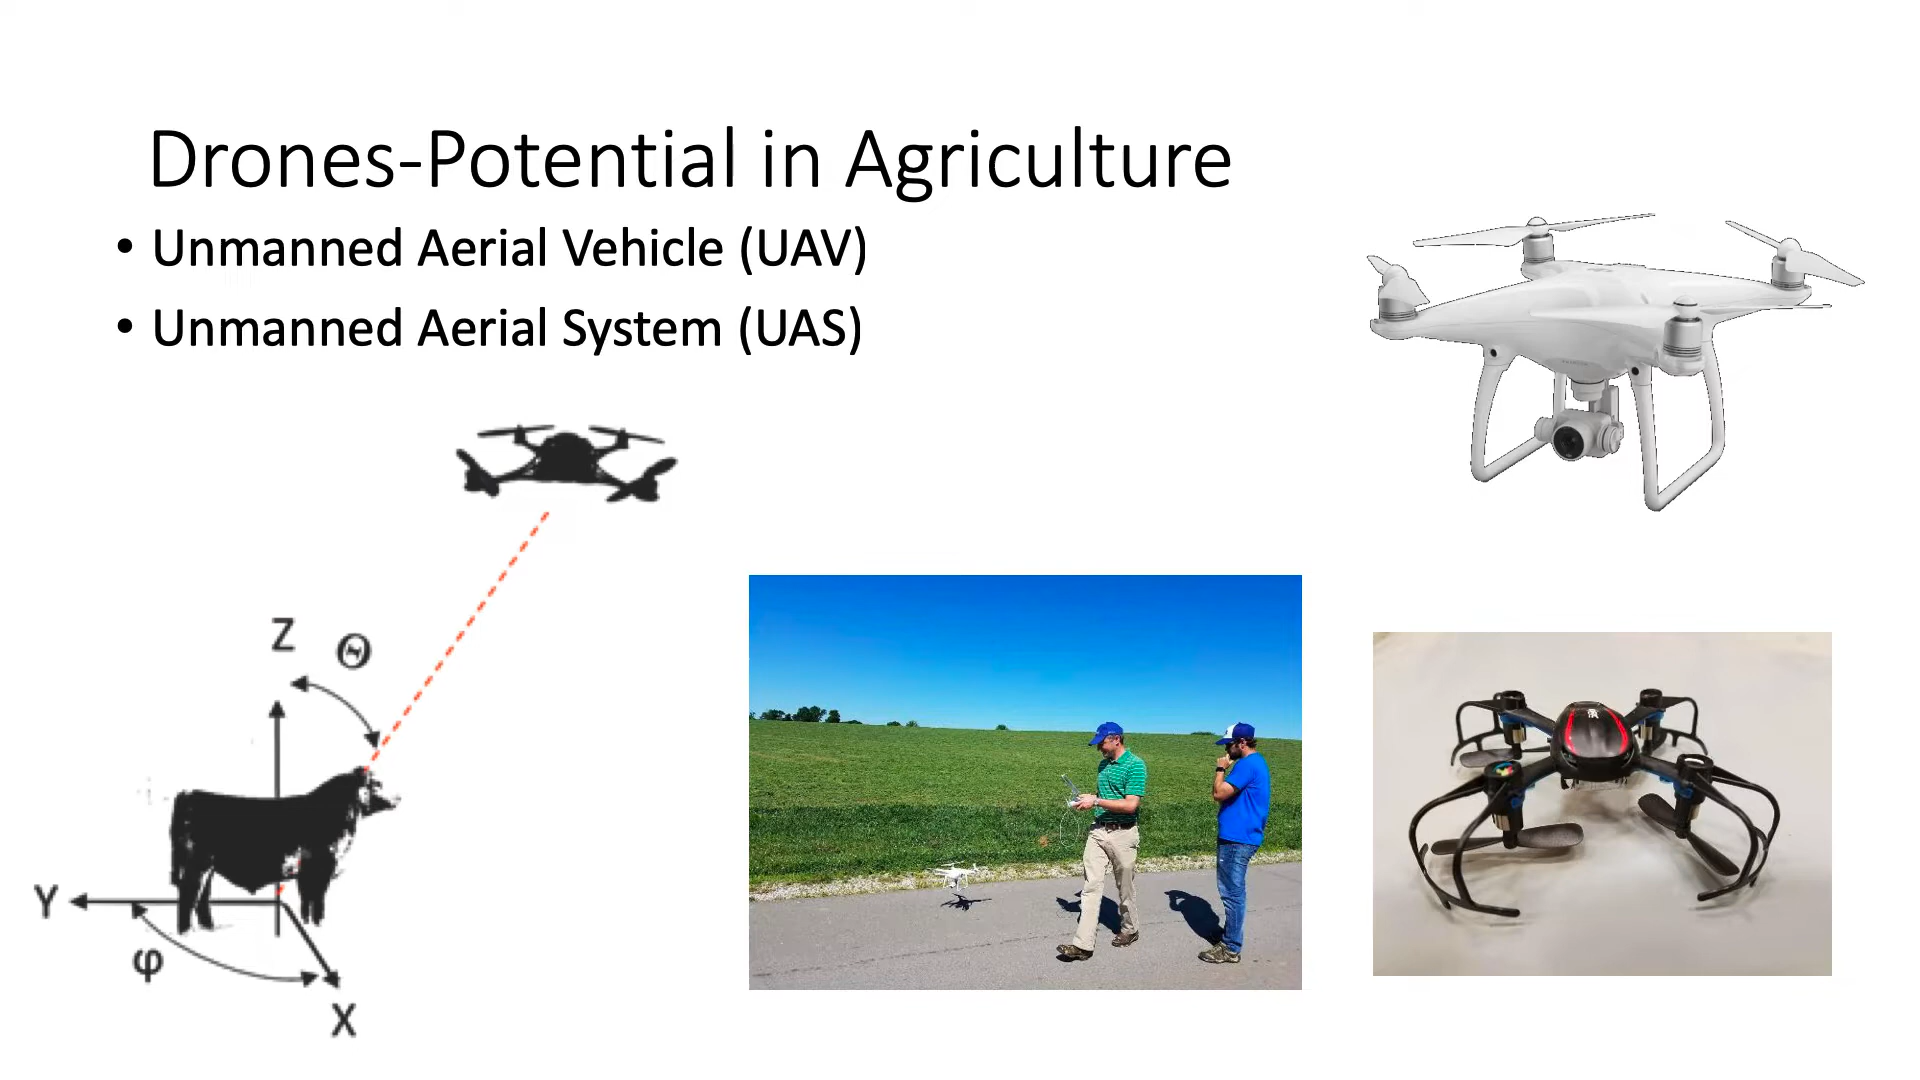 Drones-Potential in Agriculture
• Unmanned Aerial Vehicle (UAV)
• Unmanned Aerial System (UAS)
Z Θ
Y
φ
X